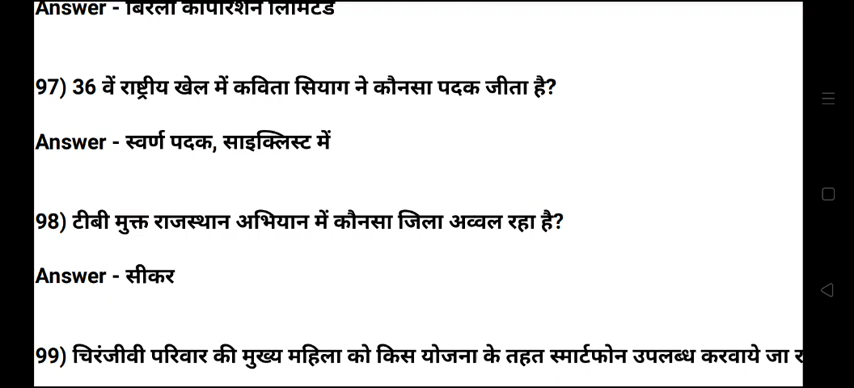 Answer - बिरला कॉर्पोरेशन लिमिटेड
97) 36 वें राष्ट्रीय खेल में कविता सियाग ने कौनसा पदक जीता है?
Answer - स्वर्ण पदक, साइक्लिस्ट में
98) टीबी मुक्त राजस्थान अभियान में कौनसा जिला अव्वल रहा है?
Answer - सीकर
99) चिरंजीवी परिवार की मुख्य महिला को किस योजना के तहत स्मार्टफोन उपलब्ध करवाये जा